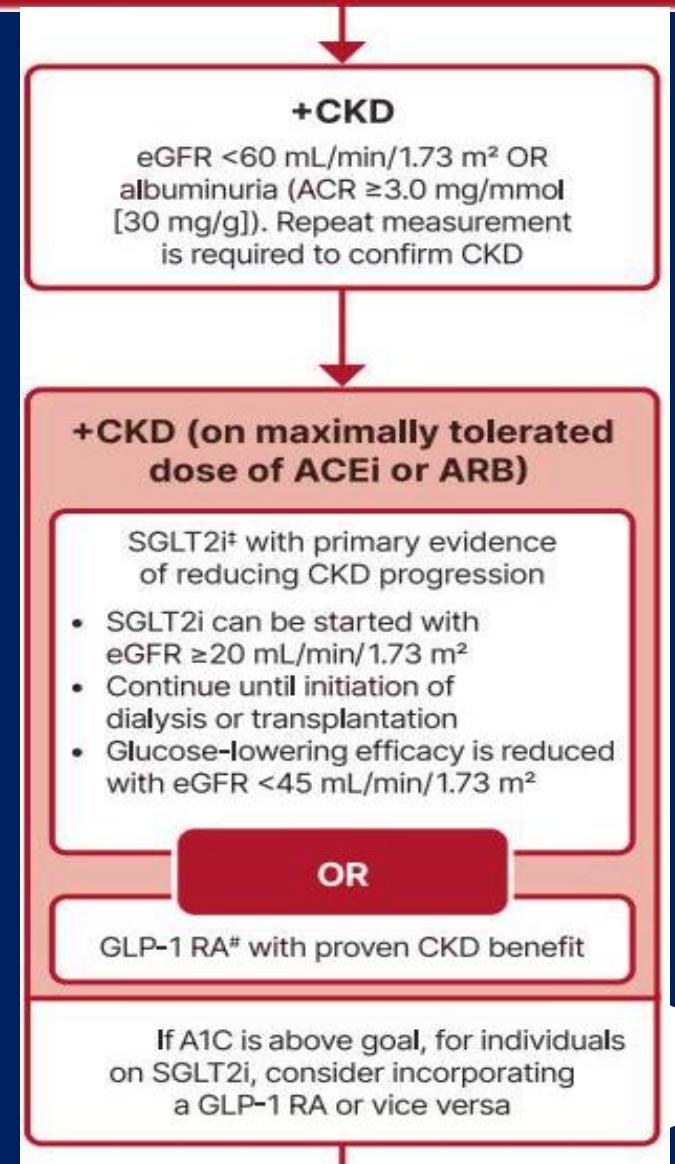 +CKD
eGFR <60 mL/min/1.73 m² OR
albuminuria (ACR ≥3.0 mg/mmol
[30 mg/g]). Repeat measurement
is required to confirm CKD
+CKD (on maximally tolerated
dose of ACEi or ARB)
SGLT2i‡ with primary evidence
of reducing CKD progression
• SGLT2i can be started with
eGFR ≥20 mL/min/1.73 m²
• Continue until initiation of
dialysis or transplantation
• Glucose-lowering efficacy is reduced
with eGFR <45 mL/min/1.73 m²
OR
GLP-1 RA# with proven CKD benefit
If A1C is above goal, for individuals
on SGLT2i, consider incorporating
a GLP-1 RA or vice versa